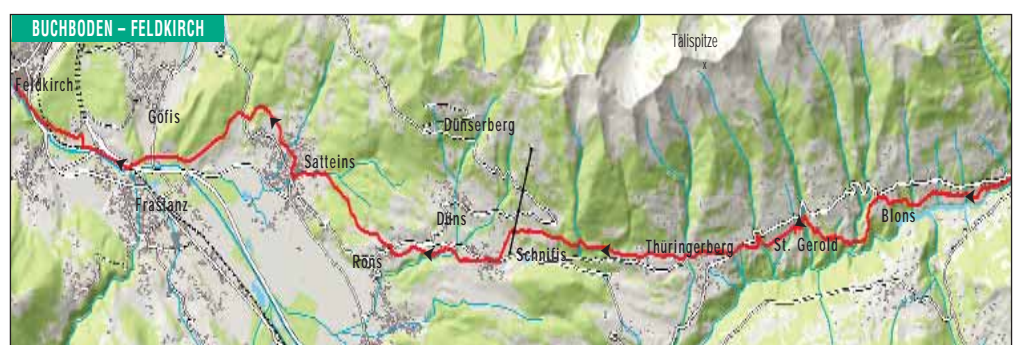 BUCHBODEN – FELDKIRCH
Tälispitze
x
Feldkirch
Göfis
Dünserberg
Satteins
Frastanz
Düns
Blons
Röns
Schnifis
Thüringerberg
St. Gerold